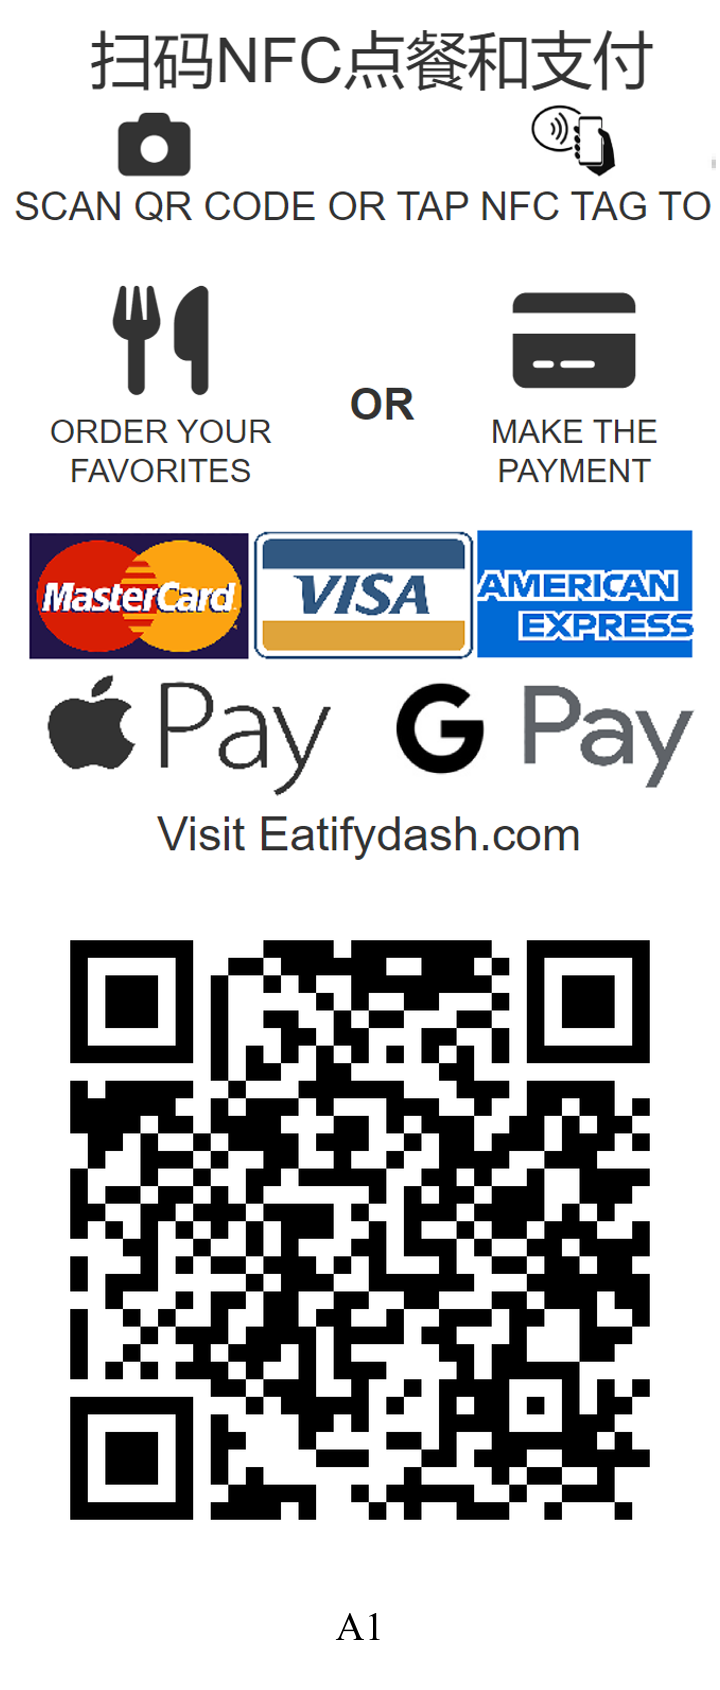 扫码NFC点餐和支付
SCAN QR CODE OR TAP NFC TAG TO
ORDER YOUR
FAVORITES
OR
MAKE THE
PAYMENT
MasterCard
VISA
AMERICAN
EXPRESS
Pay
G Pay
Visit Eatifydash.com
A1